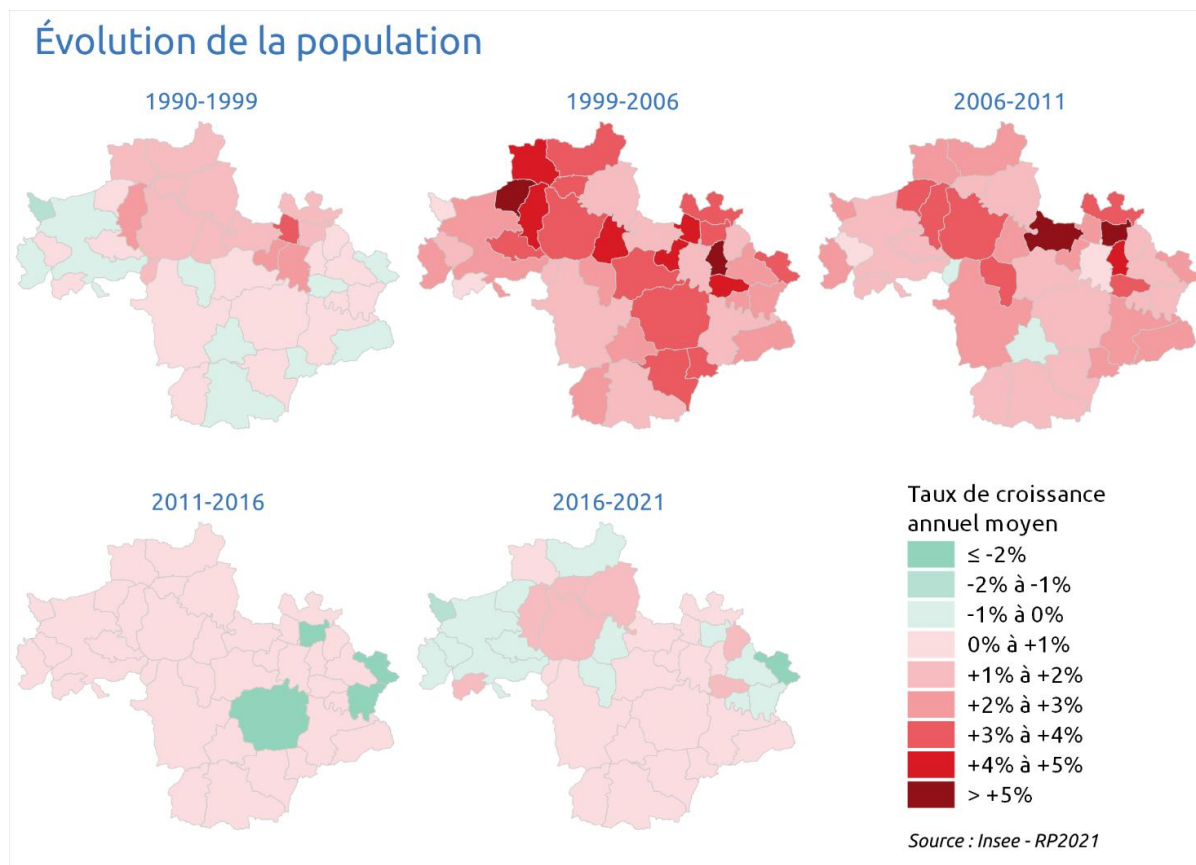 Évolution de la population
1990-1999
1999-2006
2006-2011
2011-2016
2016-2021
Taux de croissance
annuel moyen
≤ -2%
-2% à -1%
-1% à 0%
0% à +1%
+1% à +2%
+2% à +3%
+3% à +4%
+4% à +5%
> +5%
Source : Insee - RP2021